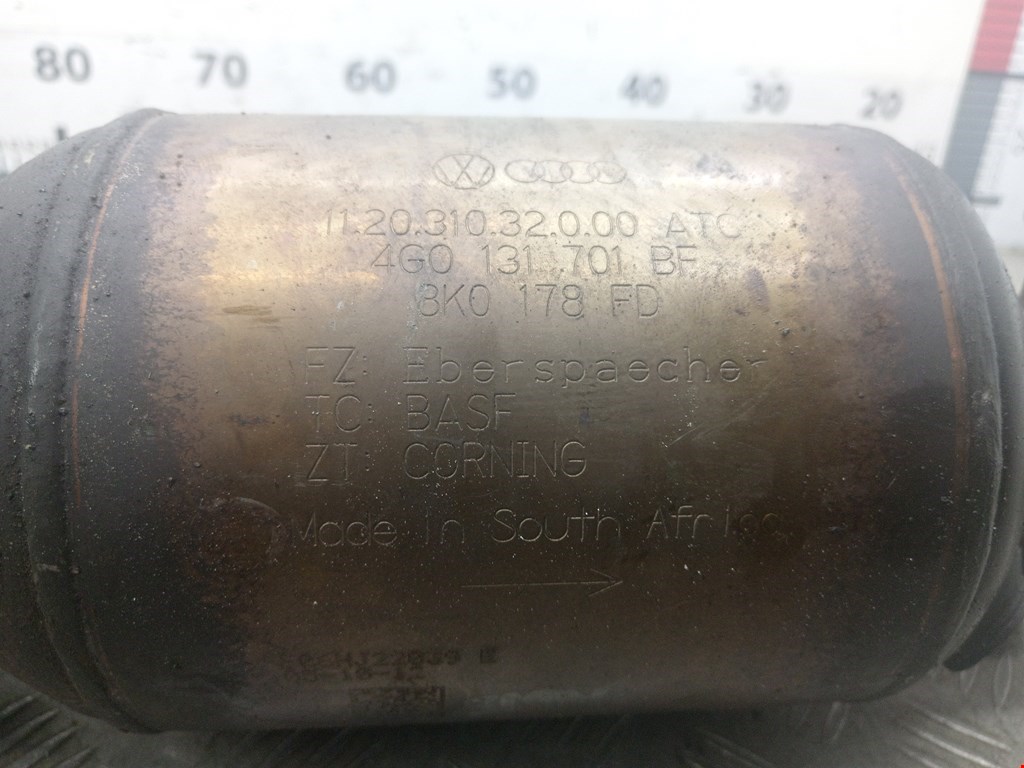 80 70 60 50 40 30 20
11.20.310.32.0.00 ATC
4G0 131 701 BF
8K0 178 FD
FZ: Eberspaecher
TC: BASF
ZT: CORNING
Made in South Africa